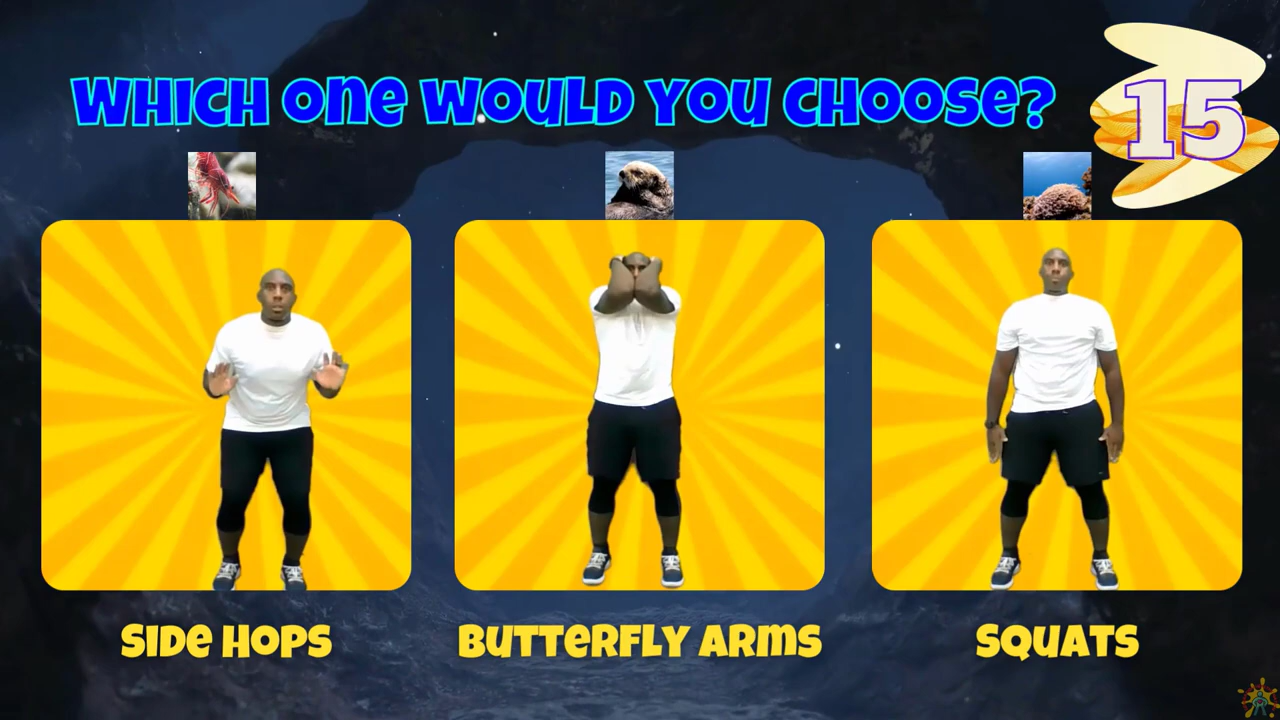 WHICH ONE WOULD YOU CHOOSE?
15
SIDE HOPS
BUTTERFLY ARMS
SQUATS